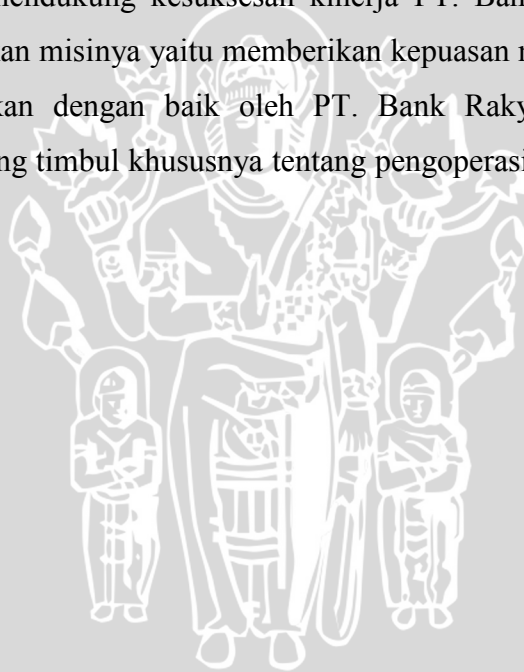 mendukung kesuksesan kinerja PT. Ban
an misinya yaitu memberikan kepuasan
kan dengan baik oleh PT. Bank Raky
ng timbul khususnya tentang pengoperasi